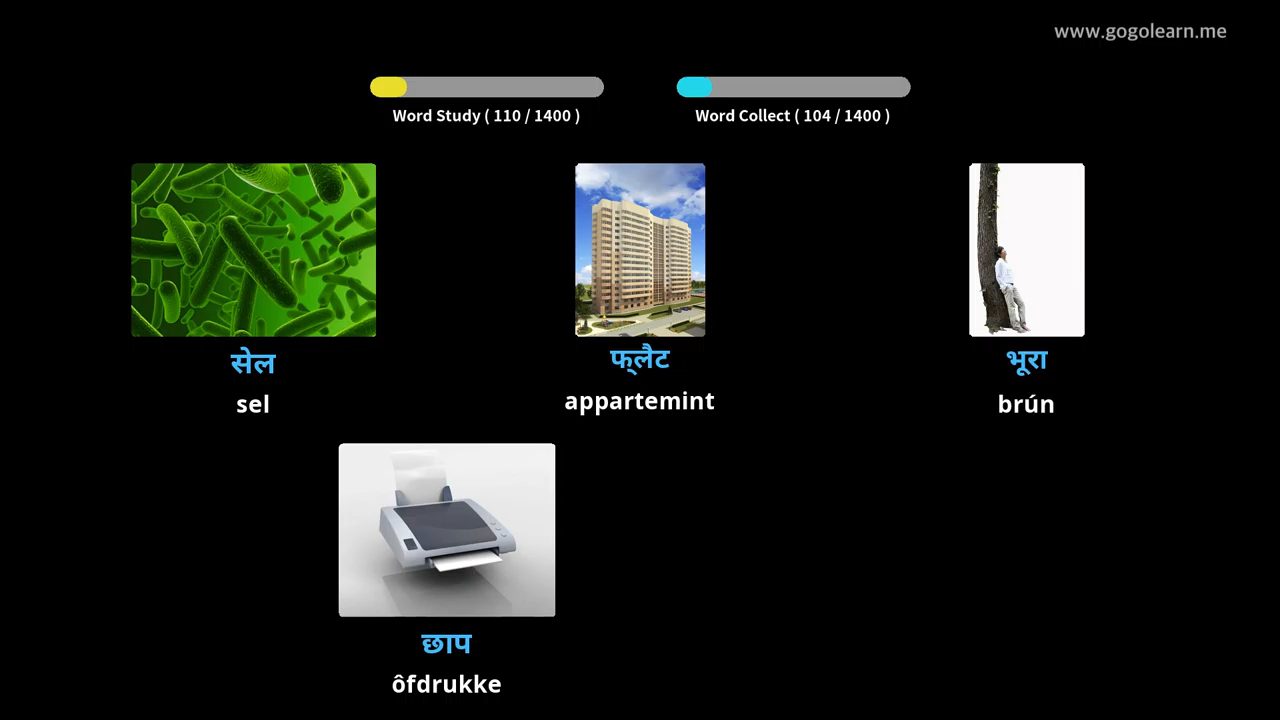 www.gogolearn.me
Word Study ( 110 / 1400 )
Word Collect ( 104 / 1400 )
सेल
फ्लैट
भूरा
sel
appartemint
brún
छाप
ôfdrukke